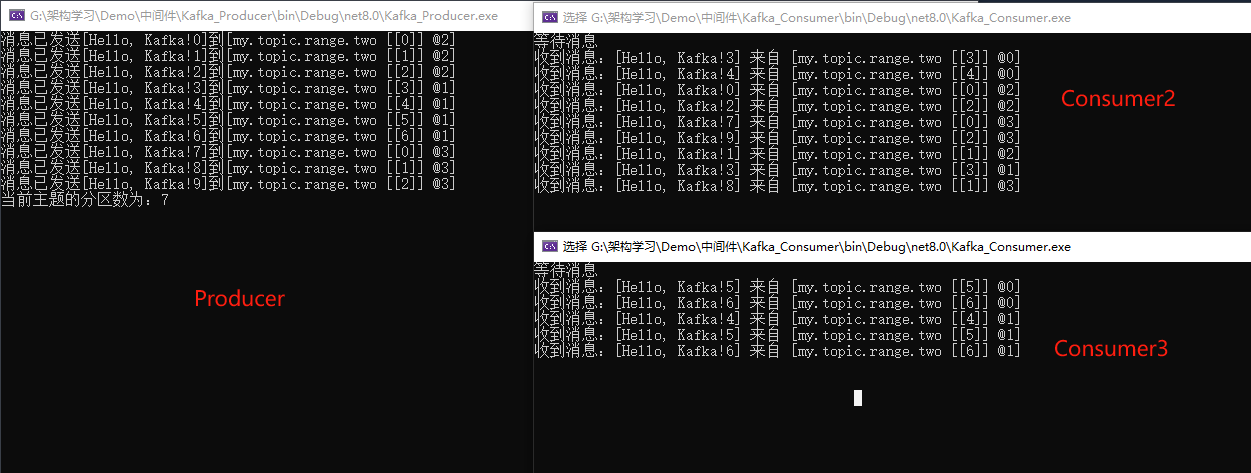 G:\架构学习\Demo\中间件\Kafka_Producer\bin\Debug\net8.0\Kafka_Producer.exe
消息已发送[Hello, Kafka!0]到[my.topic.range.two [[0]] @2]
消息已发送[Hello, Kafka!1]到[my.topic.range.two [[1]] @2]
消息已发送[Hello, Kafka!2]到[my.topic.range.two [[2]] @2]
消息已发送[Hello, Kafka!3]到[my.topic.range.two [[3]] @1]
消息已发送[Hello, Kafka!4]到[my.topic.range.two [[4]] @1]
消息已发送[Hello, Kafka!5]到[my.topic.range.two [[5]] @1]
消息已发送[Hello, Kafka!6]到[my.topic.range.two [[6]] @1]
消息已发送[Hello, Kafka!7]到[my.topic.range.two [[0]] @3]
消息已发送[Hello, Kafka!8]到[my.topic.range.two [[1]] @3]
消息已发送[Hello, Kafka!9]到[my.topic.range.two [[2]] @3]
当前主题的分区数为: 7
Producer
选择 G:\架构学习\Demo\中间件\Kafka_Consumer\bin\Debug\net8.0\Kafka_Consumer.exe
等待消息
收到消息: [Hello, Kafka!3] 来自 [my.topic.range.two [[3]] @0]
收到消息: [Hello, Kafka!4] 来自 [my.topic.range.two [[4]] @0]
收到消息: [Hello, Kafka!0] 来自 [my.topic.range.two [[0]] @2]
收到消息: [Hello, Kafka!2] 来自 [my.topic.range.two [[2]] @2]
收到消息: [Hello, Kafka!7] 来自 [my.topic.range.two [[0]] @3]
收到消息: [Hello, Kafka!9] 来自 [my.topic.range.two [[2]] @3]
收到消息: [Hello, Kafka!1] 来自 [my.topic.range.two [[1]] @2]
收到消息: [Hello, Kafka!3] 来自 [my.topic.range.two [[3]] @1]
收到消息: [Hello, Kafka!8] 来自 [my.topic.range.two [[1]] @3]
Consumer2
选择 G:\架构学习\Demo\中间件\Kafka_Consumer\bin\Debug\net8.0\Kafka_Consumer.exe
等待消息
收到消息: [Hello, Kafka!5] 来自 [my.topic.range.two [[5]] @0]
收到消息: [Hello, Kafka!6] 来自 [my.topic.range.two [[6]] @0]
收到消息: [Hello, Kafka!4] 来自 [my.topic.range.two [[4]] @1]
收到消息: [Hello, Kafka!5] 来自 [my.topic.range.two [[5]] @1]
收到消息: [Hello, Kafka!6] 来自 [my.topic.range.two [[6]] @1]
Consumer3